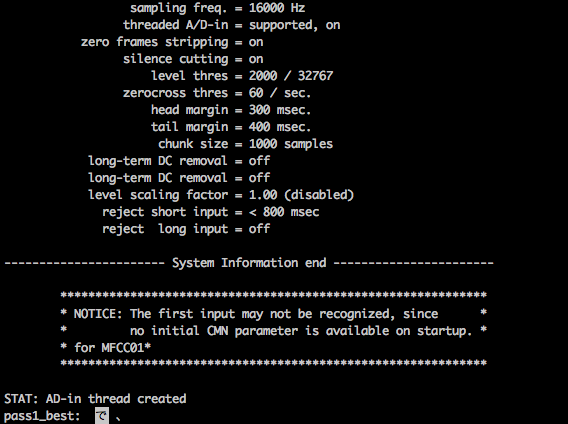 sampling freq. = 16000 Hz
threaded A/D-in = supported, on
zero frames stripping = on
silence cutting = on
level thres = 2000 / 32767
zerocross thres = 60 / sec.
head margin = 300 msec.
tail margin = 400 msec.
chunk size = 1000 samples
long-term DC removal = off
long-term DC removal = off
level scaling factor = 1.00 (disabled)
reject short input = < 800 msec
reject  long input = off
----------------------- System Information end -----------------------
*************************************************************
* NOTICE: The first input may not be recognized, since      *
*         no initial CMN parameter is available on startup. *
* for MFCC01*
*************************************************************
STAT: AD-in thread created
pass1_best:  で 、